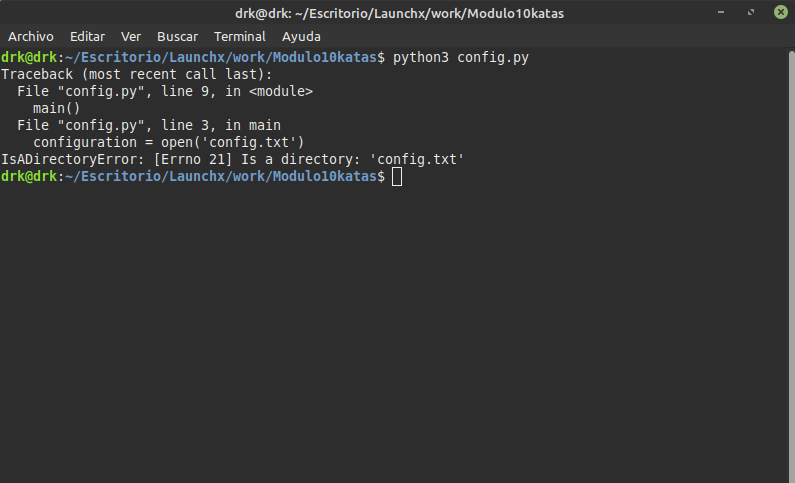 drk@drk: ~/Escritorio/Launchx/work/Modulo10katas
Archivo Editar Ver Buscar Terminal Ayuda
drk@drk:~/Escritorio/Launchx/work/Modulo10katas$ python3 config.py
Traceback (most recent call last):
  File "config.py", line 9, in <module>
    main()
  File "config.py", line 3, in main
    configuration = open('config.txt')
IsADirectoryError: [Errno 21] Is a directory: 'config.txt'
drk@drk:~/Escritorio/Launchx/work/Modulo10katas$